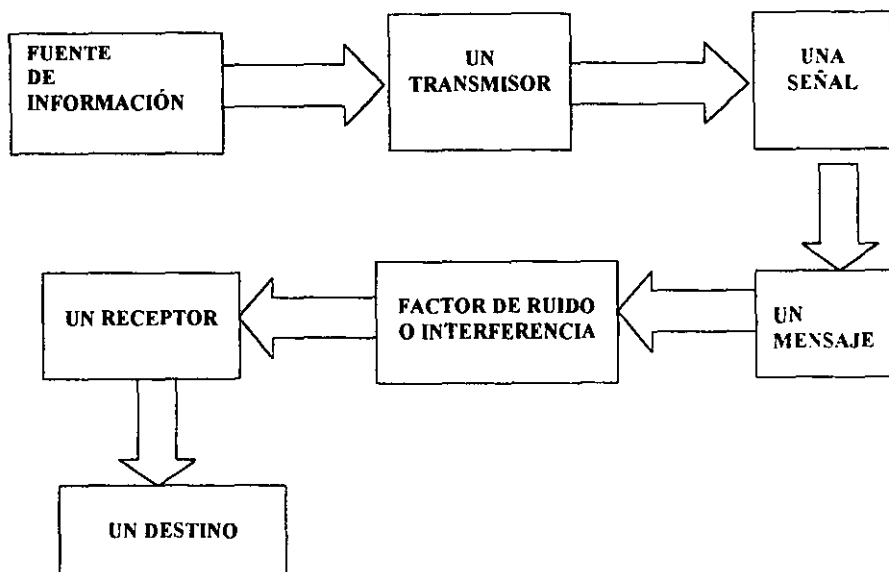 FUENTE
DE
INFORMACIÓN
UN
TRANSMISOR
UNA
SEÑAL
UN
MENSAJE
FACTOR DE RUIDO
O INTERFERENCIA
UN RECEPTOR
UN DESTINO